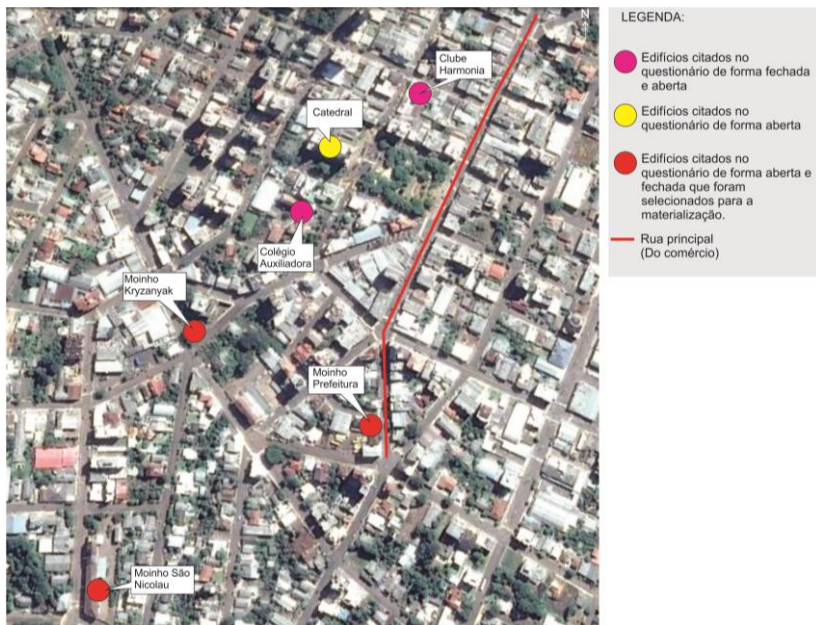 N
Clube
Harmonia
Catedral
Colégio
Auxiliadora
Moinho
Kryzanyak
Moinho
Prefeitura
Moinho São
Nicolau
LEGENDA:
Edifícios citados no
questionário de forma fechada
e aberta
Edifícios citados no
questionário de forma aberta
Edifícios citados no
questionário de forma aberta e
fechada que foram
selecionados para a
materialização.
Rua principal
(Do comércio)